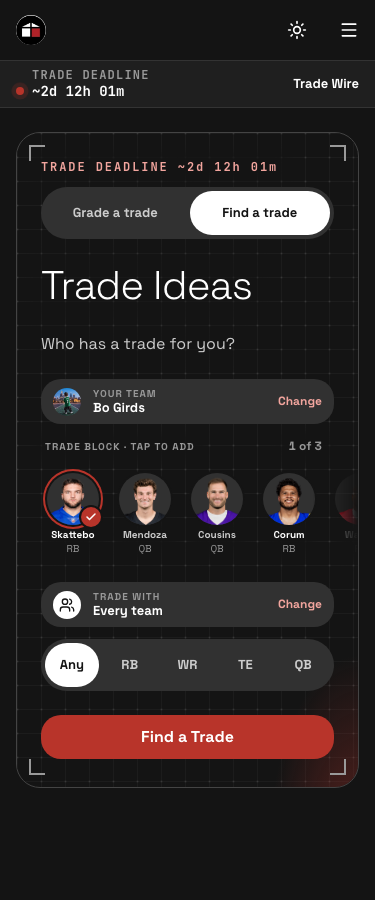 TRADE DEADLINE
~2d 12h 01m
Trade Wire
TRADE DEADLINE ~2d 12h 01m
Grade a trade
Find a trade
Trade Ideas
Who has a trade for you?
YOUR TEAM
Bo Girds
Change
TRADE BLOCK · TAP TO ADD
1 of 3
Skattebo
RB
Mendoza
QB
Cousins
QB
Corum
RB
TRADE WITH
Every team
Change
Any
RB
WR
TE
QB
Find a Trade